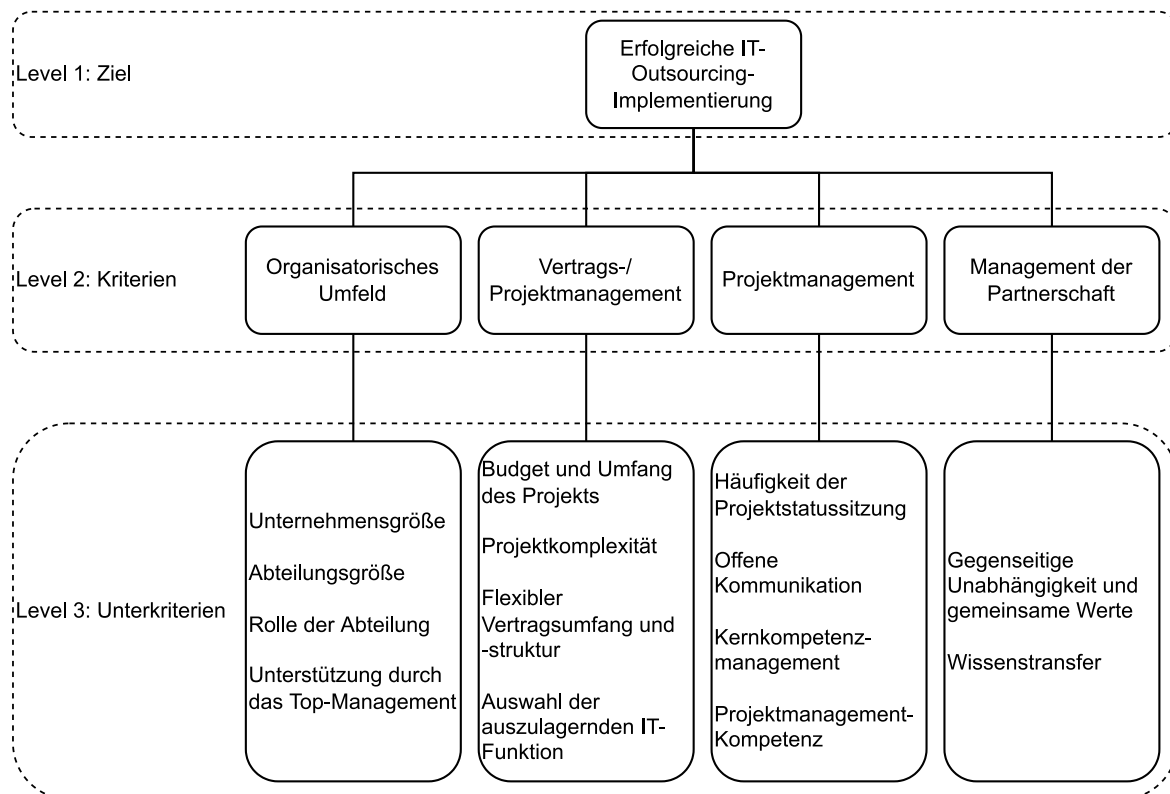 Level 1: Ziel
Erfolgreiche IT-
Outsourcing-
Implementierung
Level 2: Kriterien
Organisatorisches
Umfeld
Vertrags-/
Projektmanagement
Projektmanagement
Management der
Partnerschaft
Level 3: Unterkriterien
Unternehmensgröße
Abteilungsgröße
Rolle der Abteilung
Unterstützung durch
das Top-Management
Budget und Umfang
des Projekts
Projektkomplexität
Flexibler
Vertragsumfang und
-struktur
Auswahl der
auszulagernden IT-
Funktion
Häufigkeit der
Projektstatussitzung
Offene
Kommunikation
Kernkompetenz-
management
Projektmanagement-
Kompetenz
Gegenseitige
Unabhängigkeit und
gemeinsame Werte
Wissenstransfer